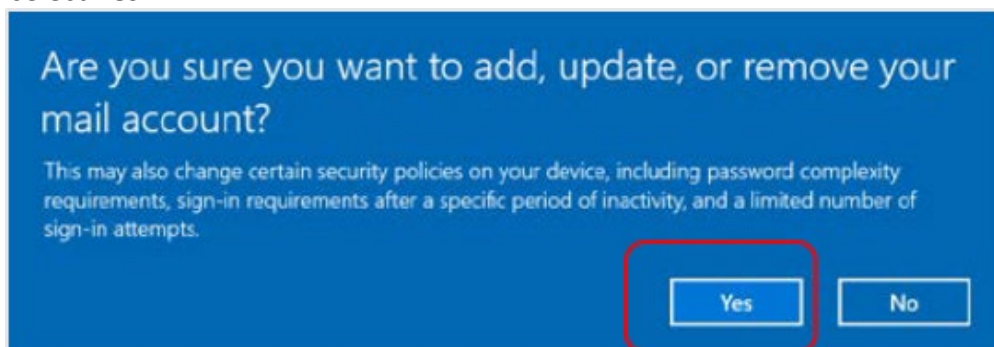 Are you sure you want to add, update, or remove your
mail account?
This may also change certain security policies on your device, including password complexity
requirements, sign-in requirements after a specific period of inactivity, and a limited number of
sign-in attempts.
Yes No